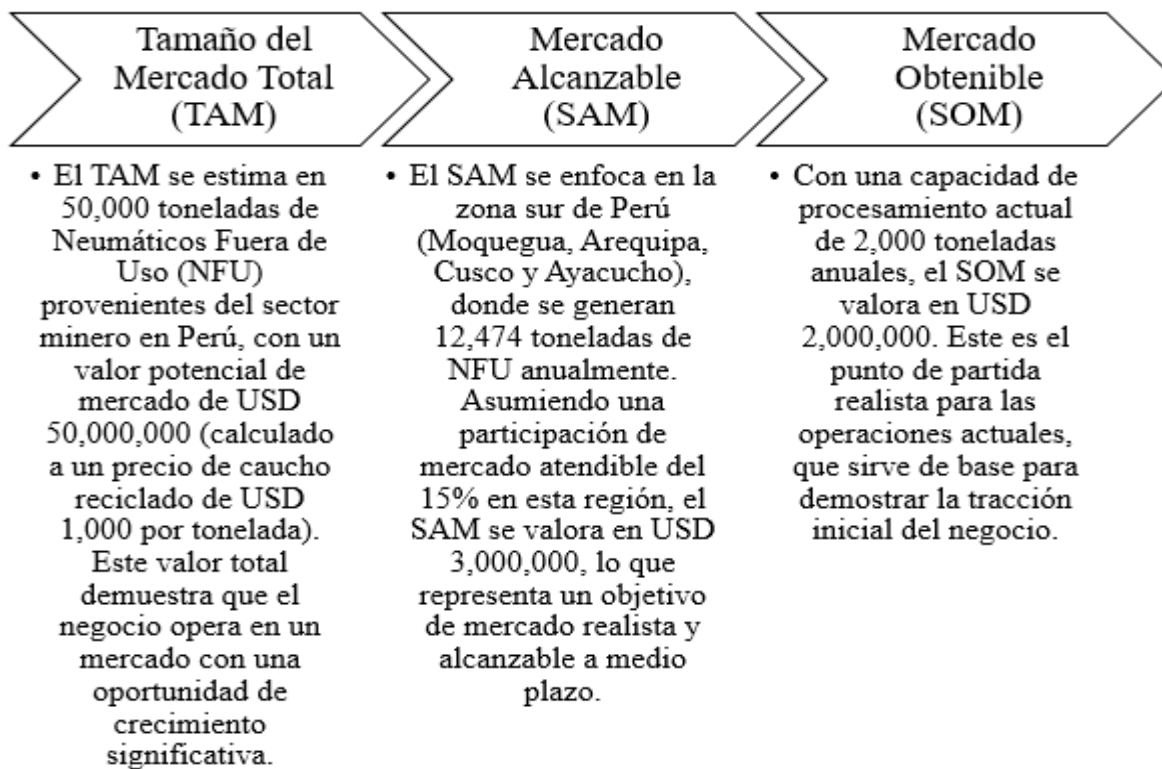 Tamaño del
Mercado Total
(TAM)
• El TAM se estima en
50,000 toneladas de
Neumáticos Fuera de
Uso (NFU)
provenientes del sector
minero en Perú, con un
valor potencial de
mercado de USD
50,000,000 (calculado
a un precio de caucho
reciclado de USD
1,000 por tonelada).
Este valor total
demuestra que el
negocio opera en un
mercado con una
oportunidad de
crecimiento
significativa.
Mercado
Alcanzable
(SAM)
• El SAM se enfoca en la
zona sur de Perú
(Moquegua, Arequipa,
Cusco y Ayacucho),
donde se generan
12,474 toneladas de
NFU anualmente.
Asumiendo una
participación de
mercado atendible del
15% en esta región, el
SAM se valora en USD
3,000,000, lo que
representa un objetivo
de mercado realista y
alcanzable a medio
plazo.
Mercado
Obtenible
(SOM)
• Con una capacidad de
procesamiento actual
de 2,000 toneladas
anuales, el SOM se
valora en USD
2,000,000. Este es el
punto de partida
realista para las
operaciones actuales,
que sirve de base para
demostrar la tracción
inicial del negocio.